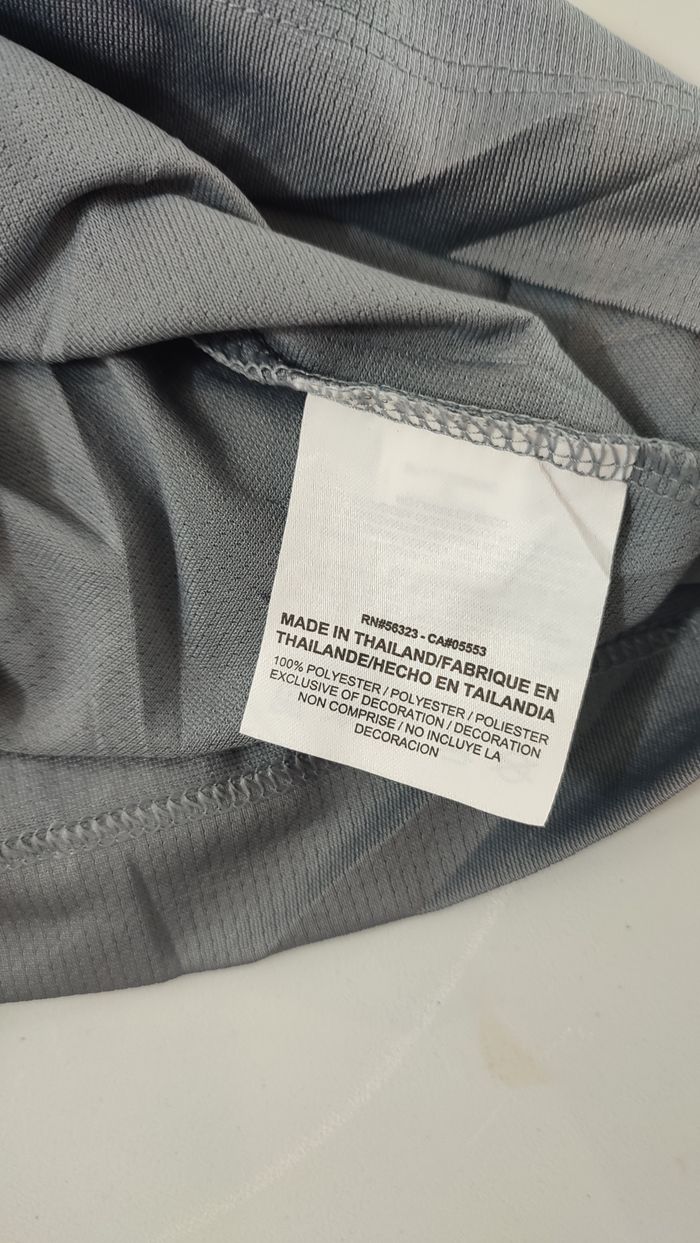 RN#56323 - CA#05553
MADE IN THAILAND/FABRIQUE EN
THAILANDE/HECHO EN TAILANDIA
100% POLYESTER / POLYESTER / POLIESTER
EXCLUSIVE OF DECORATION / DECORATION
NON COMPRISE / NO INCLUYE LA
DECORACION